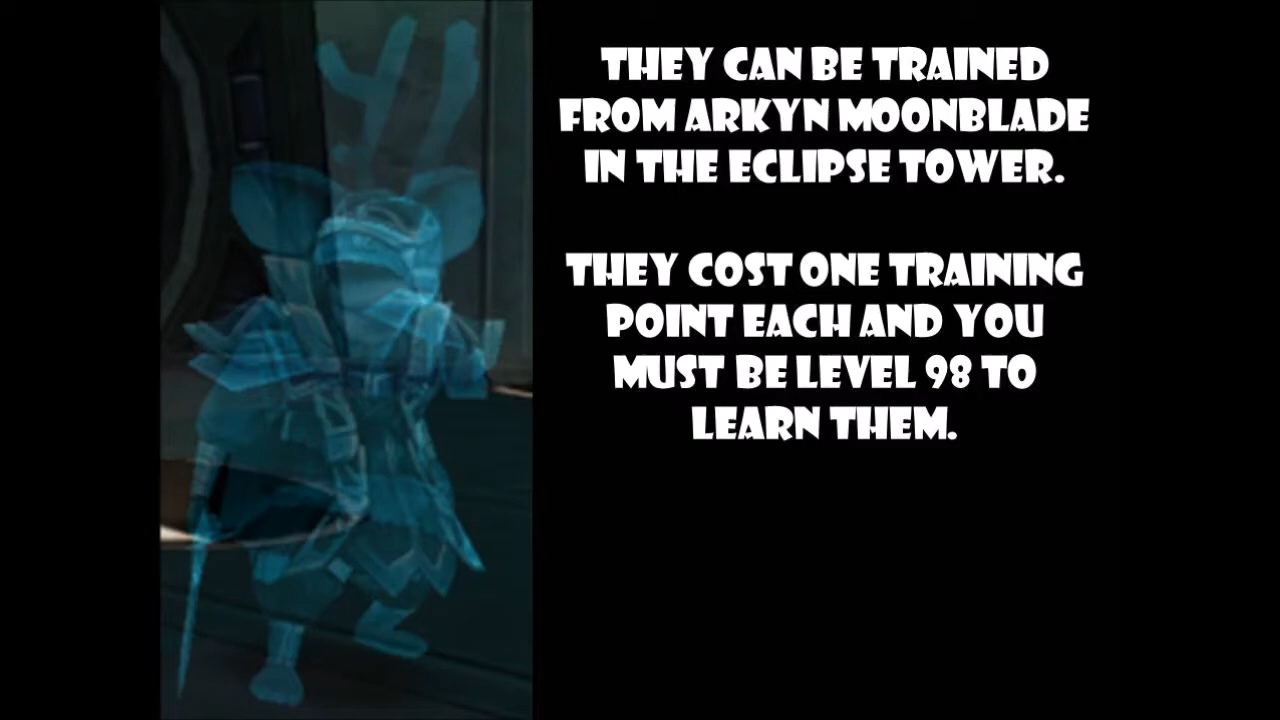 THEY CAN BE TRAINED
FROM ARKYN MOONBLADE
IN THE ECLIPSE TOWER.
THEY COST ONE TRAINING
POINT EACH AND YOU
MUST BE LEVEL 98 TO
LEARN THEM.